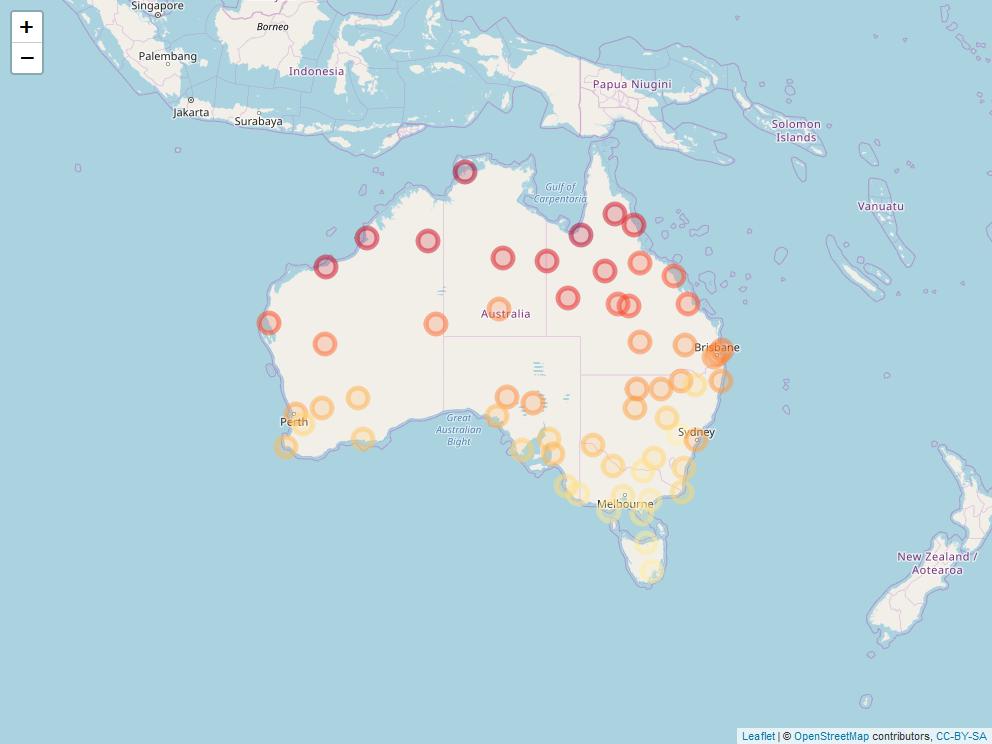 Singapore
+
−
Borneo
Palembang
Indonesia
Papua Niugini
Jakarta
Surabaya
Solomon
Islands
Gulf of
Carpentaria
Vanuatu
Australia
Brisbane
Perth
Great
Australian
Bight
Sydney
Melbourne
New Zealand /
Aotearoa
Leaflet | © OpenStreetMap contributors, CC-BY-SA